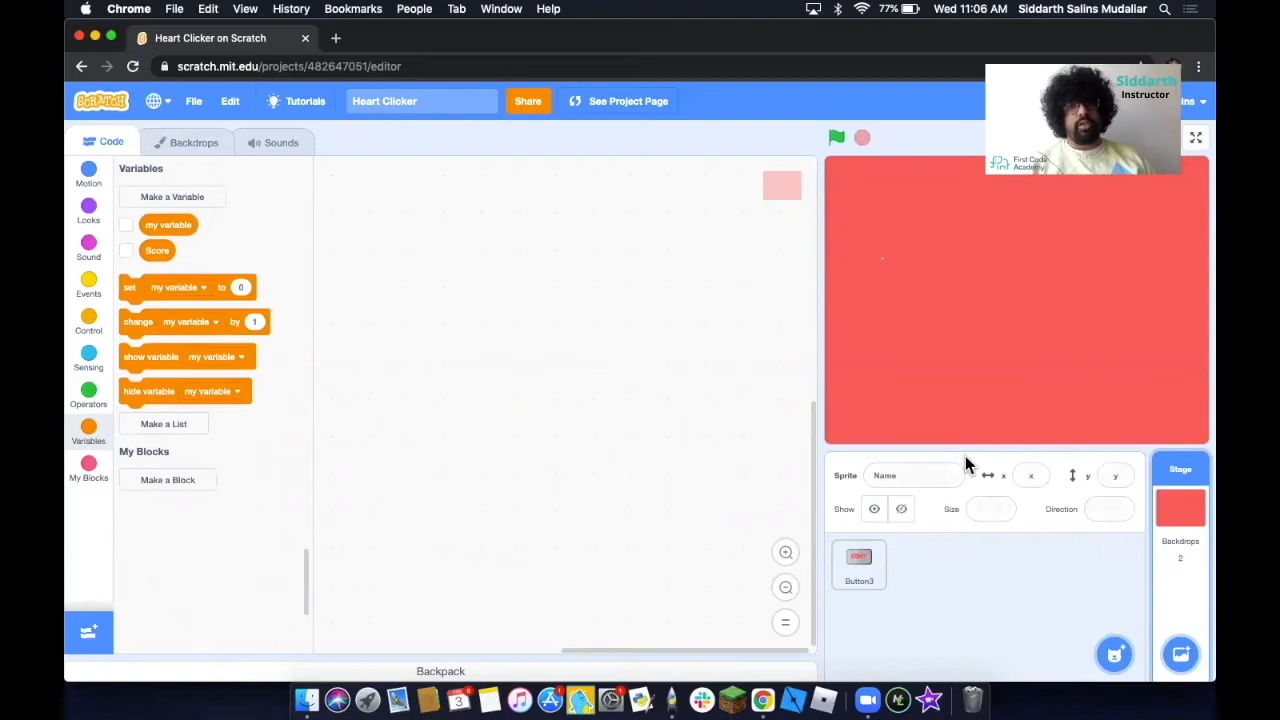 Chrome File Edit View History Bookmarks People Tab Window Help 77% Wed 11:06 AM Siddarth Salins Mudaliar
Heart Clicker on Scratch
scratch.mit.edu/projects/482647051/editor
SCRATCH File Edit Tutorials Heart Clicker Share See Project Page
Siddarth
Instructor
First Code
Academy
Code Backdrops Sounds
Motion
Looks
Sound
Events
Control
Sensing
Operators
Variables
My Blocks
Variables
Make a Variable
my variable
Score
set my variable to 0
change my variable by 1
show variable my variable
hide variable my variable
Make a List
My Blocks
Make a Block
Backpack
Sprite Name x x y y
Show Size Direction
START
Button3
Stage
Backdrops
2